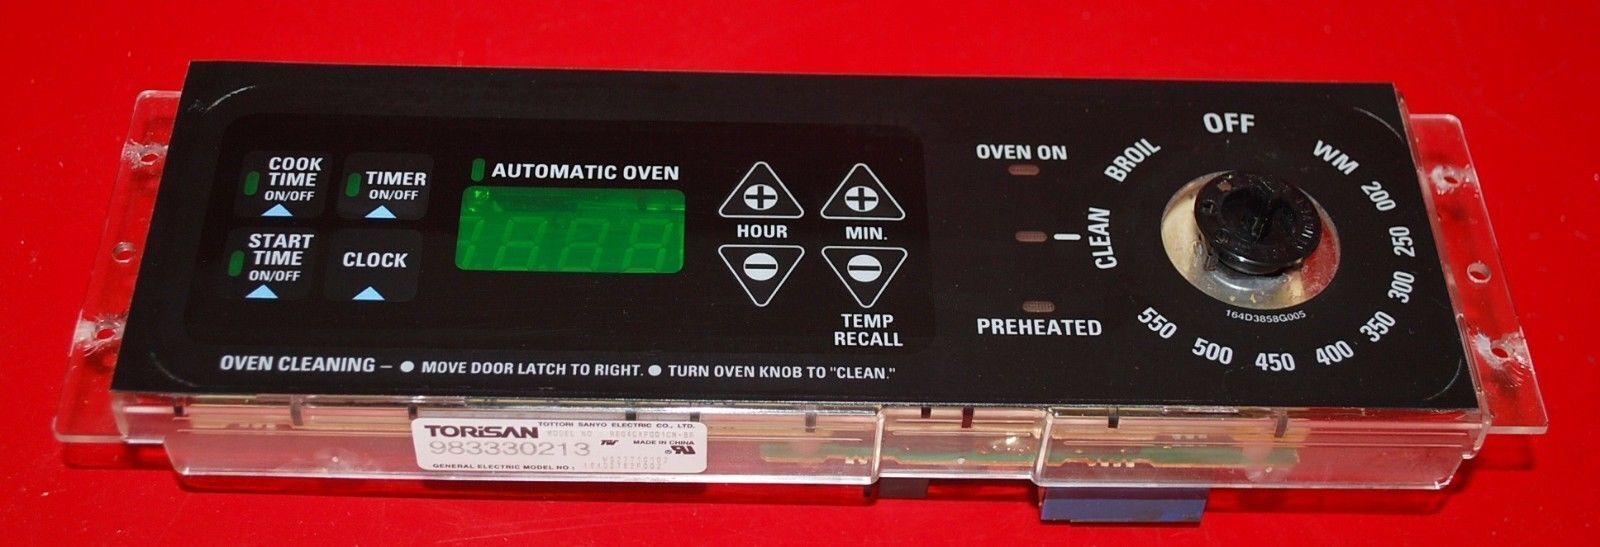 COOK
TIME
ON/OFF
TIMER
ON/OFF
START
TIME
ON/OFF
CLOCK
AUTOMATIC OVEN
HOUR
MIN.
TEMP
RECALL
OVEN CLEANING – ● MOVE DOOR LATCH TO RIGHT. ● TURN OVEN KNOB TO "CLEAN."
OVEN ON
PREHEATED
OFF
WM
200
250
300
350
400
450
500
550
CLEAN
BROIL
164D3858G005
TORiSAN
TOTTORI SANYO ELECTRIC CO., LTD.
MODEL NO.
983330213
MADE IN CHINA
GENERAL ELECTRIC MODEL NO.: